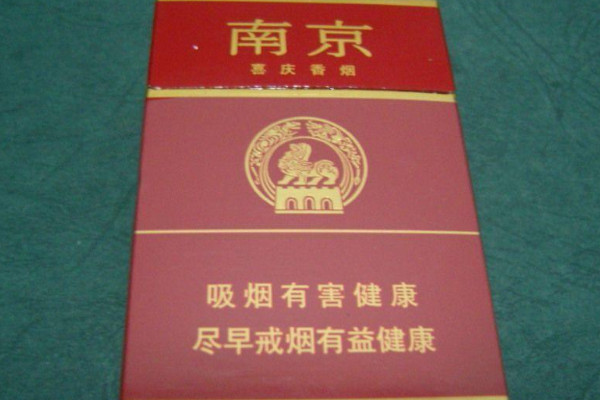 南京
喜庆香烟
吸烟有害健康
尽早戒烟有益健康